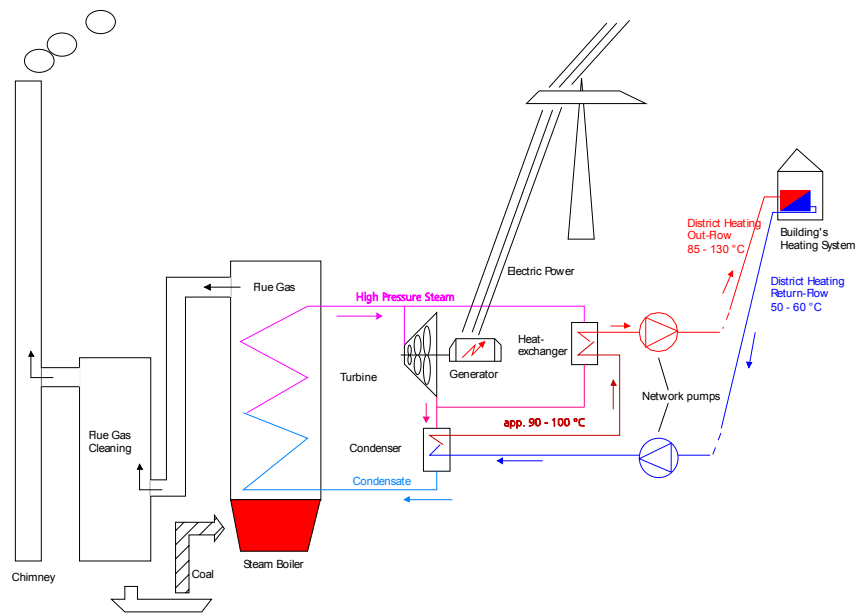 District Heating
Out-Flow
85 - 130 °C
Building's
Heating System
Electric Power
District Heating
Return-Flow
50 - 60 °C
Flue Gas
High Pressure Steam
Heat-
exchanger
Turbine
Generator
Network pumps
app. 90 - 100 °C
Flue Gas
Cleaning
Condenser
Condensate
Steam Boiler
Coal
Chimney